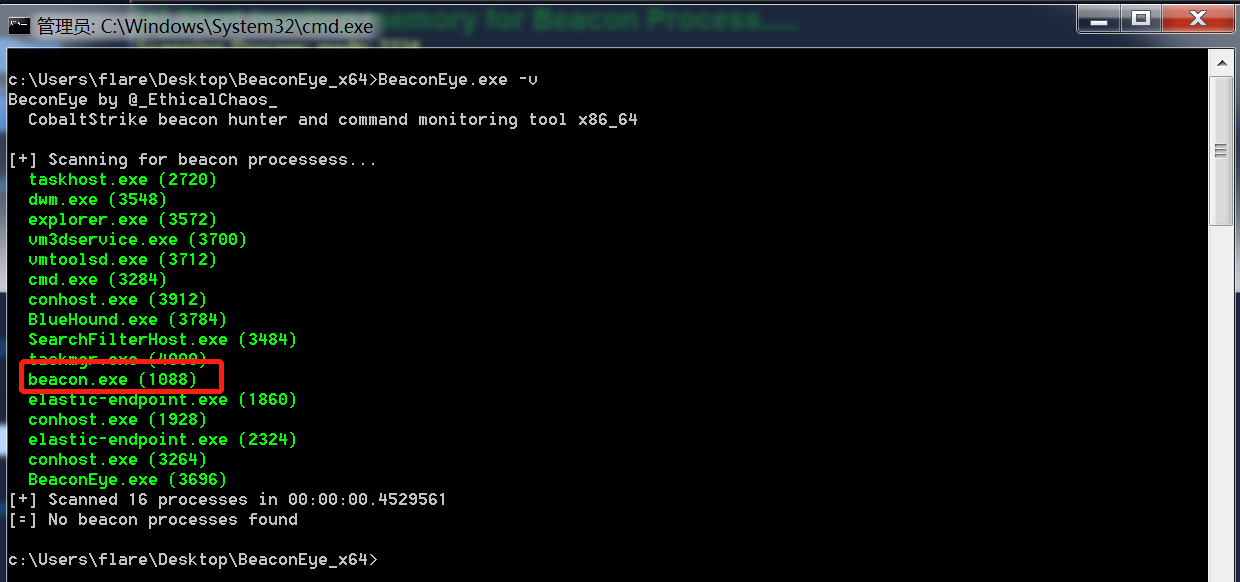 emory for Beacon Process.....
管理员: C:\Windows\System32\cmd.exe
c:\Users\flare\Desktop\BeaconEye_x64>BeaconEye.exe -v
BeconEye by @_EthicalChaos_
CobaltStrike beacon hunter and command monitoring tool x86_64
[+] Scanning for beacon processess...
taskhost.exe (2720)
dwm.exe (3548)
explorer.exe (3572)
vm3dservice.exe (3700)
vmtoolsd.exe (3712)
cmd.exe (3284)
conhost.exe (3912)
BlueHound.exe (3784)
SearchFilterHost.exe (3484)
taskmgr.exe (4000)
beacon.exe (1088)
elastic-endpoint.exe (1860)
conhost.exe (1928)
elastic-endpoint.exe (2324)
conhost.exe (3264)
BeaconEye.exe (3696)
[+] Scanned 16 processes in 00:00:00.4529561
[=] No beacon processes found
c:\Users\flare\Desktop\BeaconEye_x64>